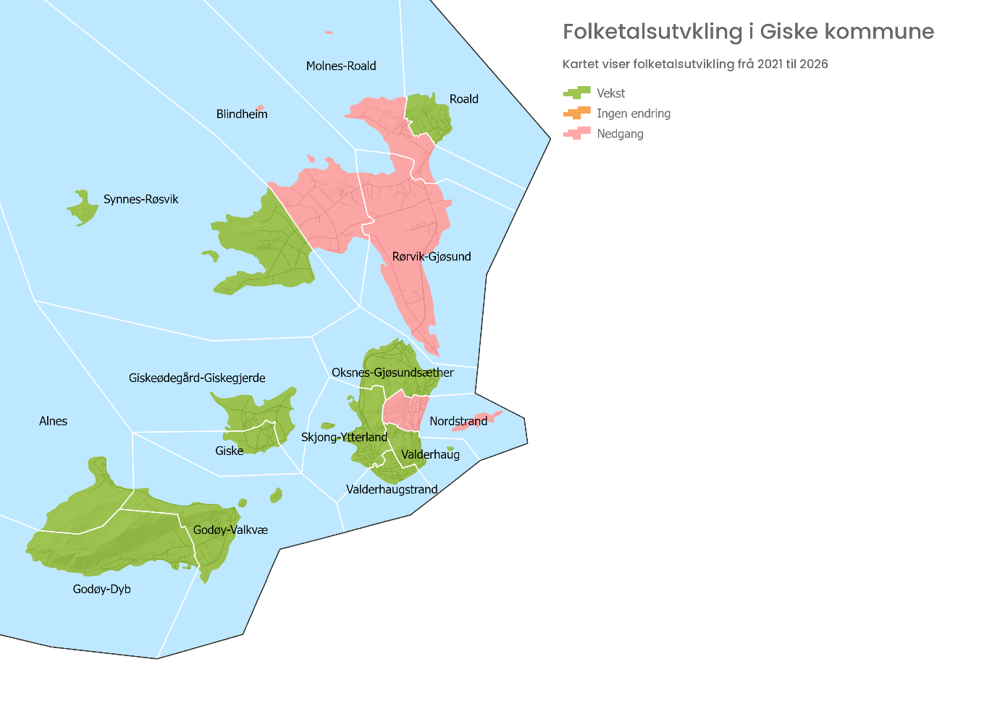 Folketalsutvkling i Giske kommune
Kartet viser folketalsutvikling frå 2021 til 2026
Vekst
Ingen endring
Nedgang
Molnes-Roald
Roald
Blindheim
Synnes-Røsvik
Rørvik-Gjøsund
Oksnes-Gjøsundsæther
Giskeødegård-Giskegjerde
Alnes
Nordstrand
Skjong-Ytterland
Giske
Valderhaug
Valderhaugstrand
Godøy-Valkvæ
Godøy-Dyb